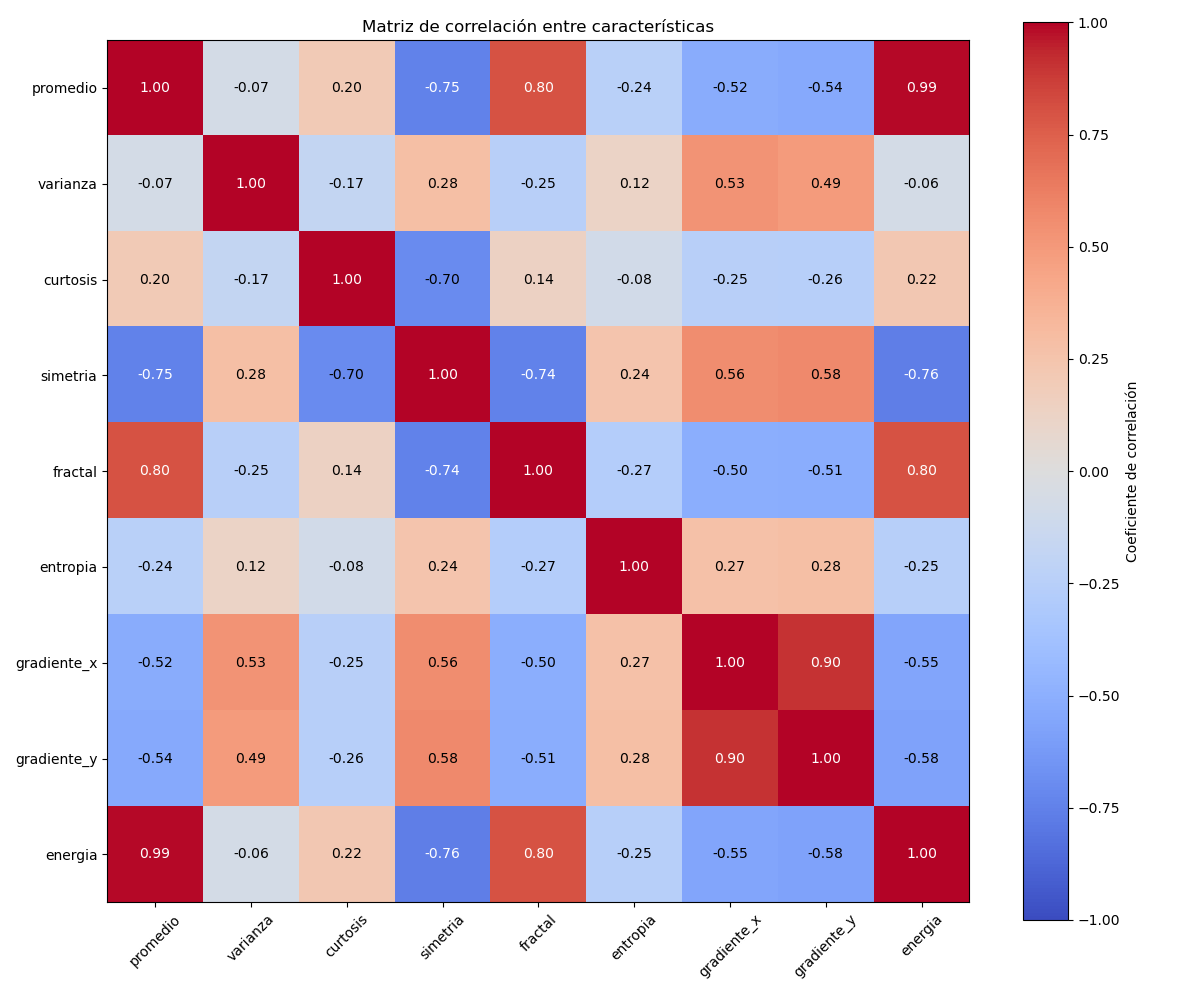 Matriz de correlación entre características
promedio 1.00 -0.07 0.20 -0.75 0.80 -0.24 -0.52 -0.54 0.99
varianza -0.07 1.00 -0.17 0.28 -0.25 0.12 0.53 0.49 -0.06
curtosis 0.20 -0.17 1.00 -0.70 0.14 -0.08 -0.25 -0.26 0.22
simetria -0.75 0.28 -0.70 1.00 -0.74 0.24 0.56 0.58 -0.76
fractal 0.80 -0.25 0.14 -0.74 1.00 -0.27 -0.50 -0.51 0.80
entropia -0.24 0.12 -0.08 0.24 -0.27 1.00 0.27 0.28 -0.25
gradiente_x -0.52 0.53 -0.25 0.56 -0.50 0.27 1.00 0.90 -0.55
gradiente_y -0.54 0.49 -0.26 0.58 -0.51 0.28 0.90 1.00 -0.58
energia 0.99 -0.06 0.22 -0.76 0.80 -0.25 -0.55 -0.58 1.00
promedio varianza curtosis simetria fractal entropia gradiente_x gradiente_y energia
1.00
0.75
0.50
0.25
0.00
−0.25
−0.50
−0.75
−1.00
Coeficiente de correlación